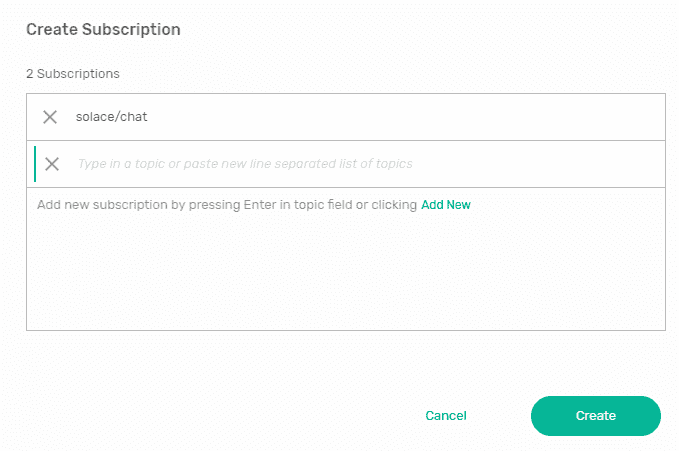 Create Subscription
2 Subscriptions
solace/chat
Type in a topic or paste new line separated list of topics
Add new subscription by pressing Enter in topic field or clicking Add New
Cancel
Create